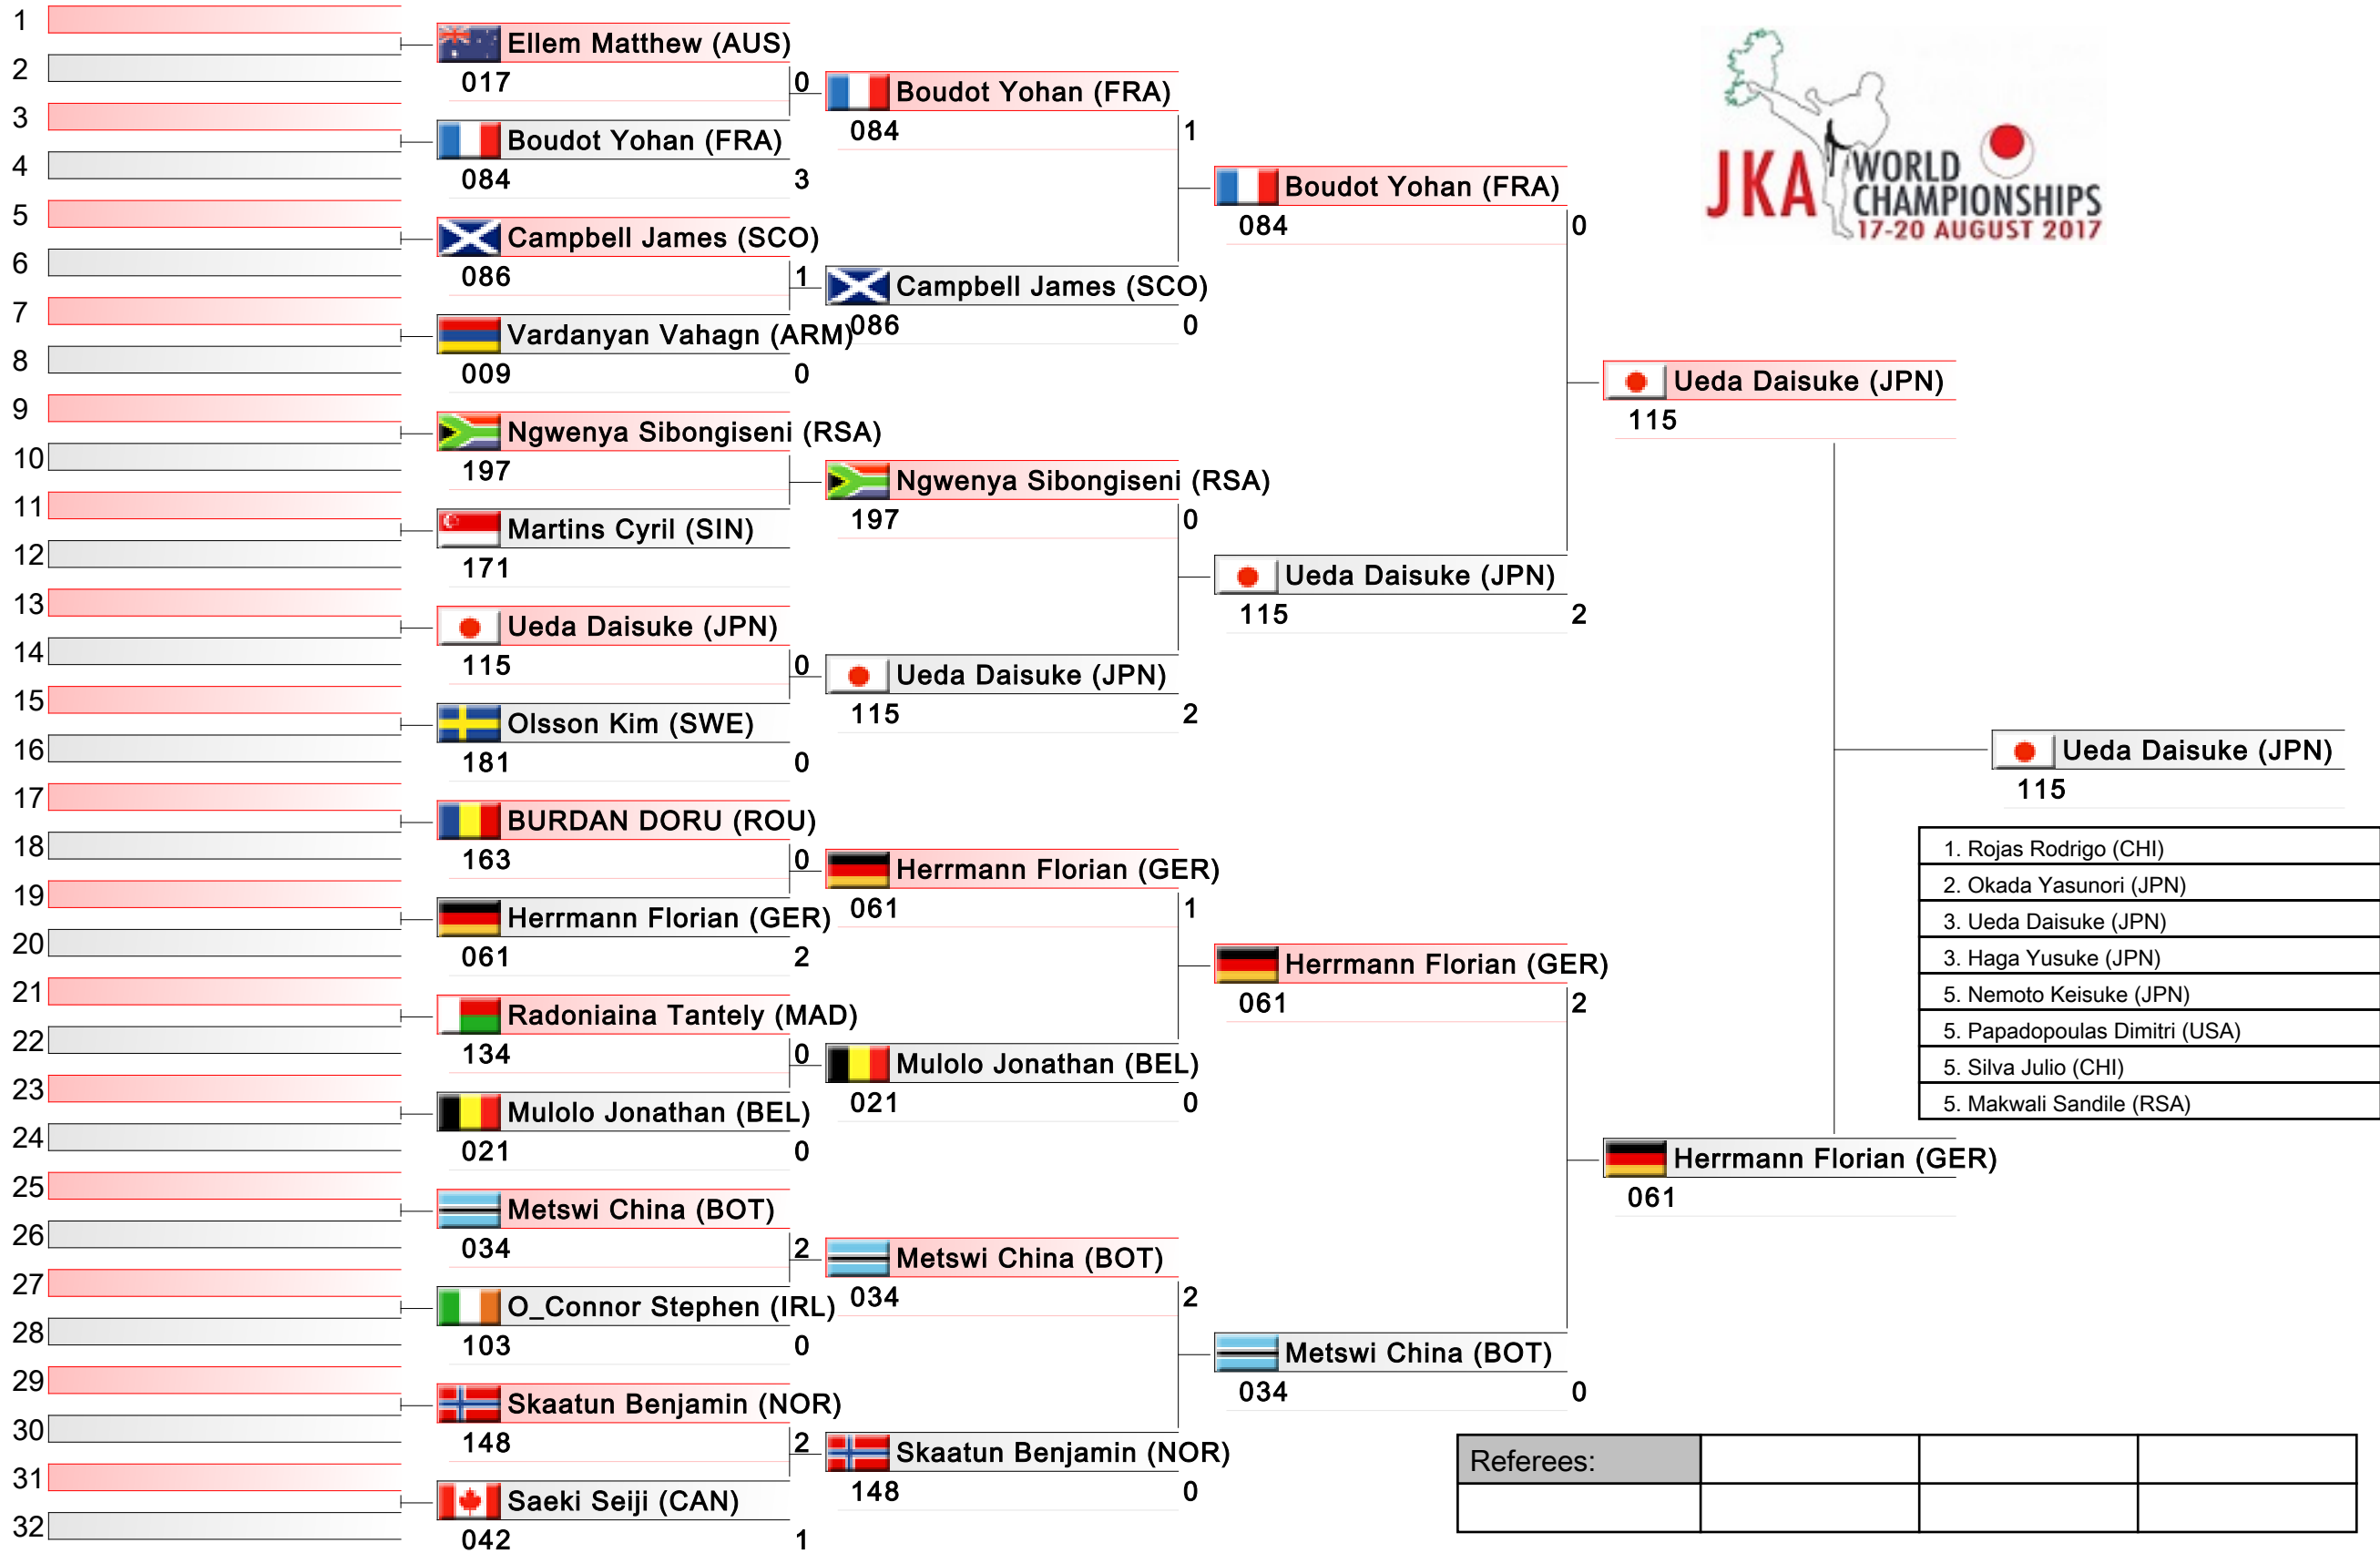 1
2
3
4
5
6
7
8
9
10
11
12
13
14
15
16
17
18
19
20
21
22
23
24
25
26
27
28
29
30
31
32
Ellem Matthew (AUS)
017 0
Boudot Yohan (FRA)
084 3
Campbell James (SCO)
086 1
Vardanyan Vahagn (ARM)
009 0
Ngwenya Sibongiseni (RSA)
197
Martins Cyril (SIN)
171
Ueda Daisuke (JPN)
115 0
Olsson Kim (SWE)
181 0
BURDAN DORU (ROU)
163 0
Herrmann Florian (GER)
061 2
Radoniaina Tantely (MAD)
134 0
Mulolo Jonathan (BEL)
021 0
Metswi China (BOT)
034 2
O_Connor Stephen (IRL)
103 0
Skaatun Benjamin (NOR)
148 2
Saeki Seiji (CAN)
042 1
Boudot Yohan (FRA)
084 1
Campbell James (SCO)
086 0
Ngwenya Sibongiseni (RSA)
197 0
Ueda Daisuke (JPN)
115 2
Herrmann Florian (GER)
061 1
Mulolo Jonathan (BEL)
021 0
Metswi China (BOT)
034 2
Skaatun Benjamin (NOR)
148 0
Boudot Yohan (FRA)
084 0
Ueda Daisuke (JPN)
115 2
Herrmann Florian (GER)
061 2
Metswi China (BOT)
034 0
Ueda Daisuke (JPN)
115
Herrmann Florian (GER)
061
Ueda Daisuke (JPN)
115
JKA WORLD
CHAMPIONSHIPS
17-20 AUGUST 2017
1. Rojas Rodrigo (CHI)
2. Okada Yasunori (JPN)
3. Ueda Daisuke (JPN)
3. Haga Yusuke (JPN)
5. Nemoto Keisuke (JPN)
5. Papadopoulas Dimitri (USA)
5. Silva Julio (CHI)
5. Makwali Sandile (RSA)
Referees: